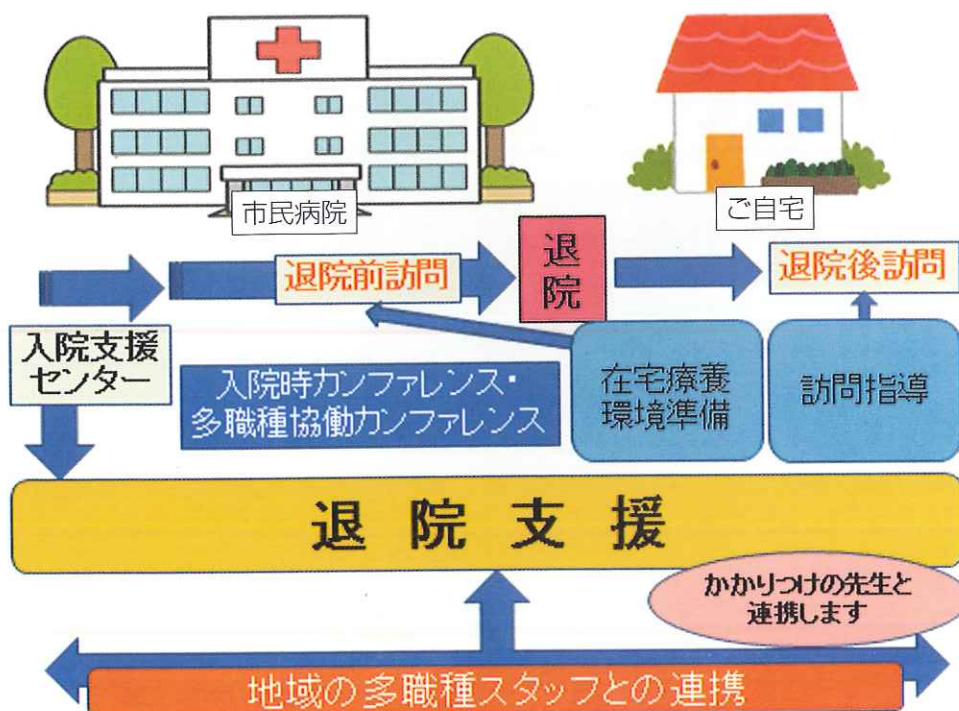 市民病院
ご自宅
退院前訪問
退
院
退院後訪問
入院支援
センター
入院時カンファレンス・
多職種協働カンファレンス
在宅療養
環境準備
訪問指導
退院支援
かかりつけの先生と
連携します
地域の多職種スタッフとの連携